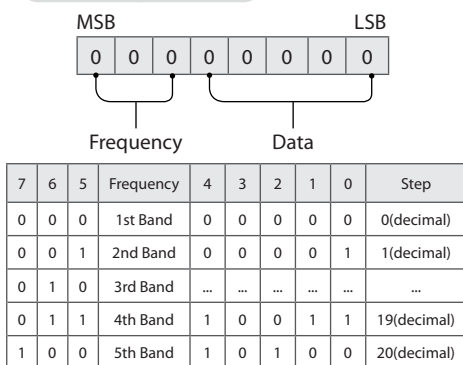 MSB LSB
0 0 0 0 0 0 0 0
Frequency Data
7 6 5 Frequency 4 3 2 1 0 Step
0 0 0 1st Band 0 0 0 0 0 0(decimal)
0 0 1 2nd Band 0 0 0 0 1 1(decimal)
0 1 0 3rd Band ... ... ... ... ... ...
0 1 1 4th Band 1 0 0 1 1 19(decimal)
1 0 0 5th Band 1 0 1 0 0 20(decimal)